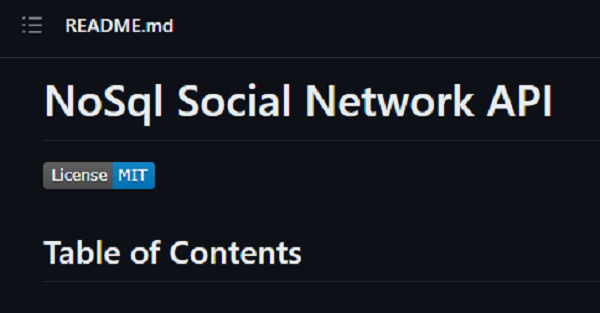 README.md
NoSql Social Network API
License MIT
Table of Contents